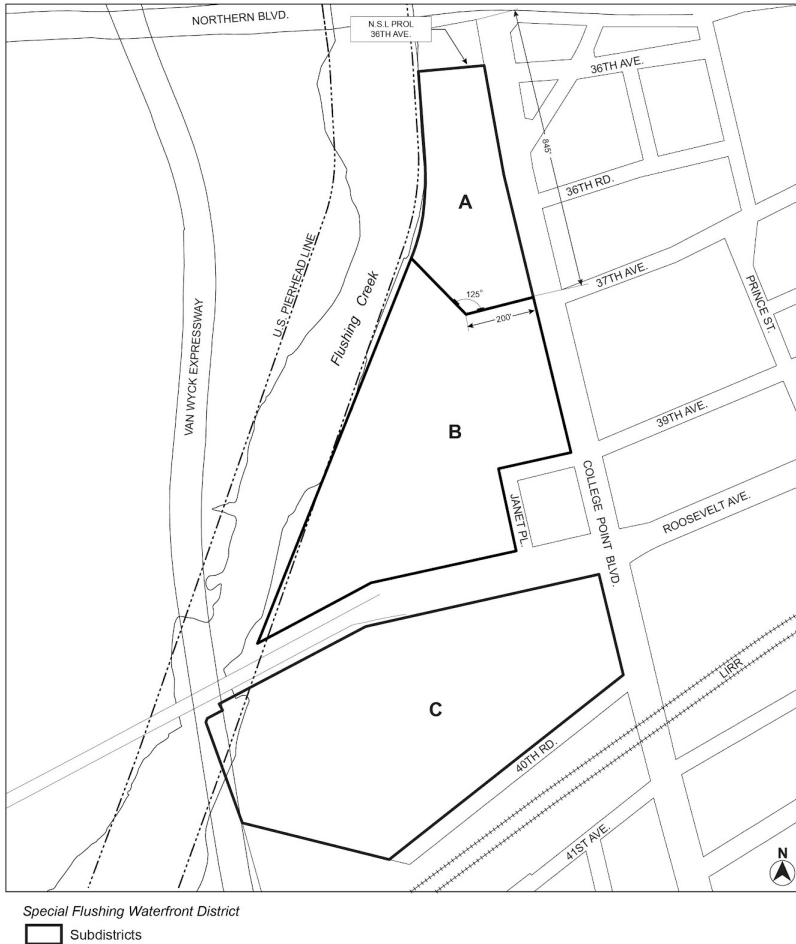 NORTHERN BLVD.
N.S.L PROL
36TH AVE.
36TH AVE.
845'
36TH RD.
A
U.S. PIERHEAD LINE
Flushing Creek
VAN WYCK EXPRESSWAY
125°
200'
37TH AVE.
PRINCE ST.
B
39TH AVE.
JANET PL.
COLLEGE POINT BLVD.
ROOSEVELT AVE.
LIRR
C
40TH RD.
41ST AVE.
N
Special Flushing Waterfront District
Subdistricts